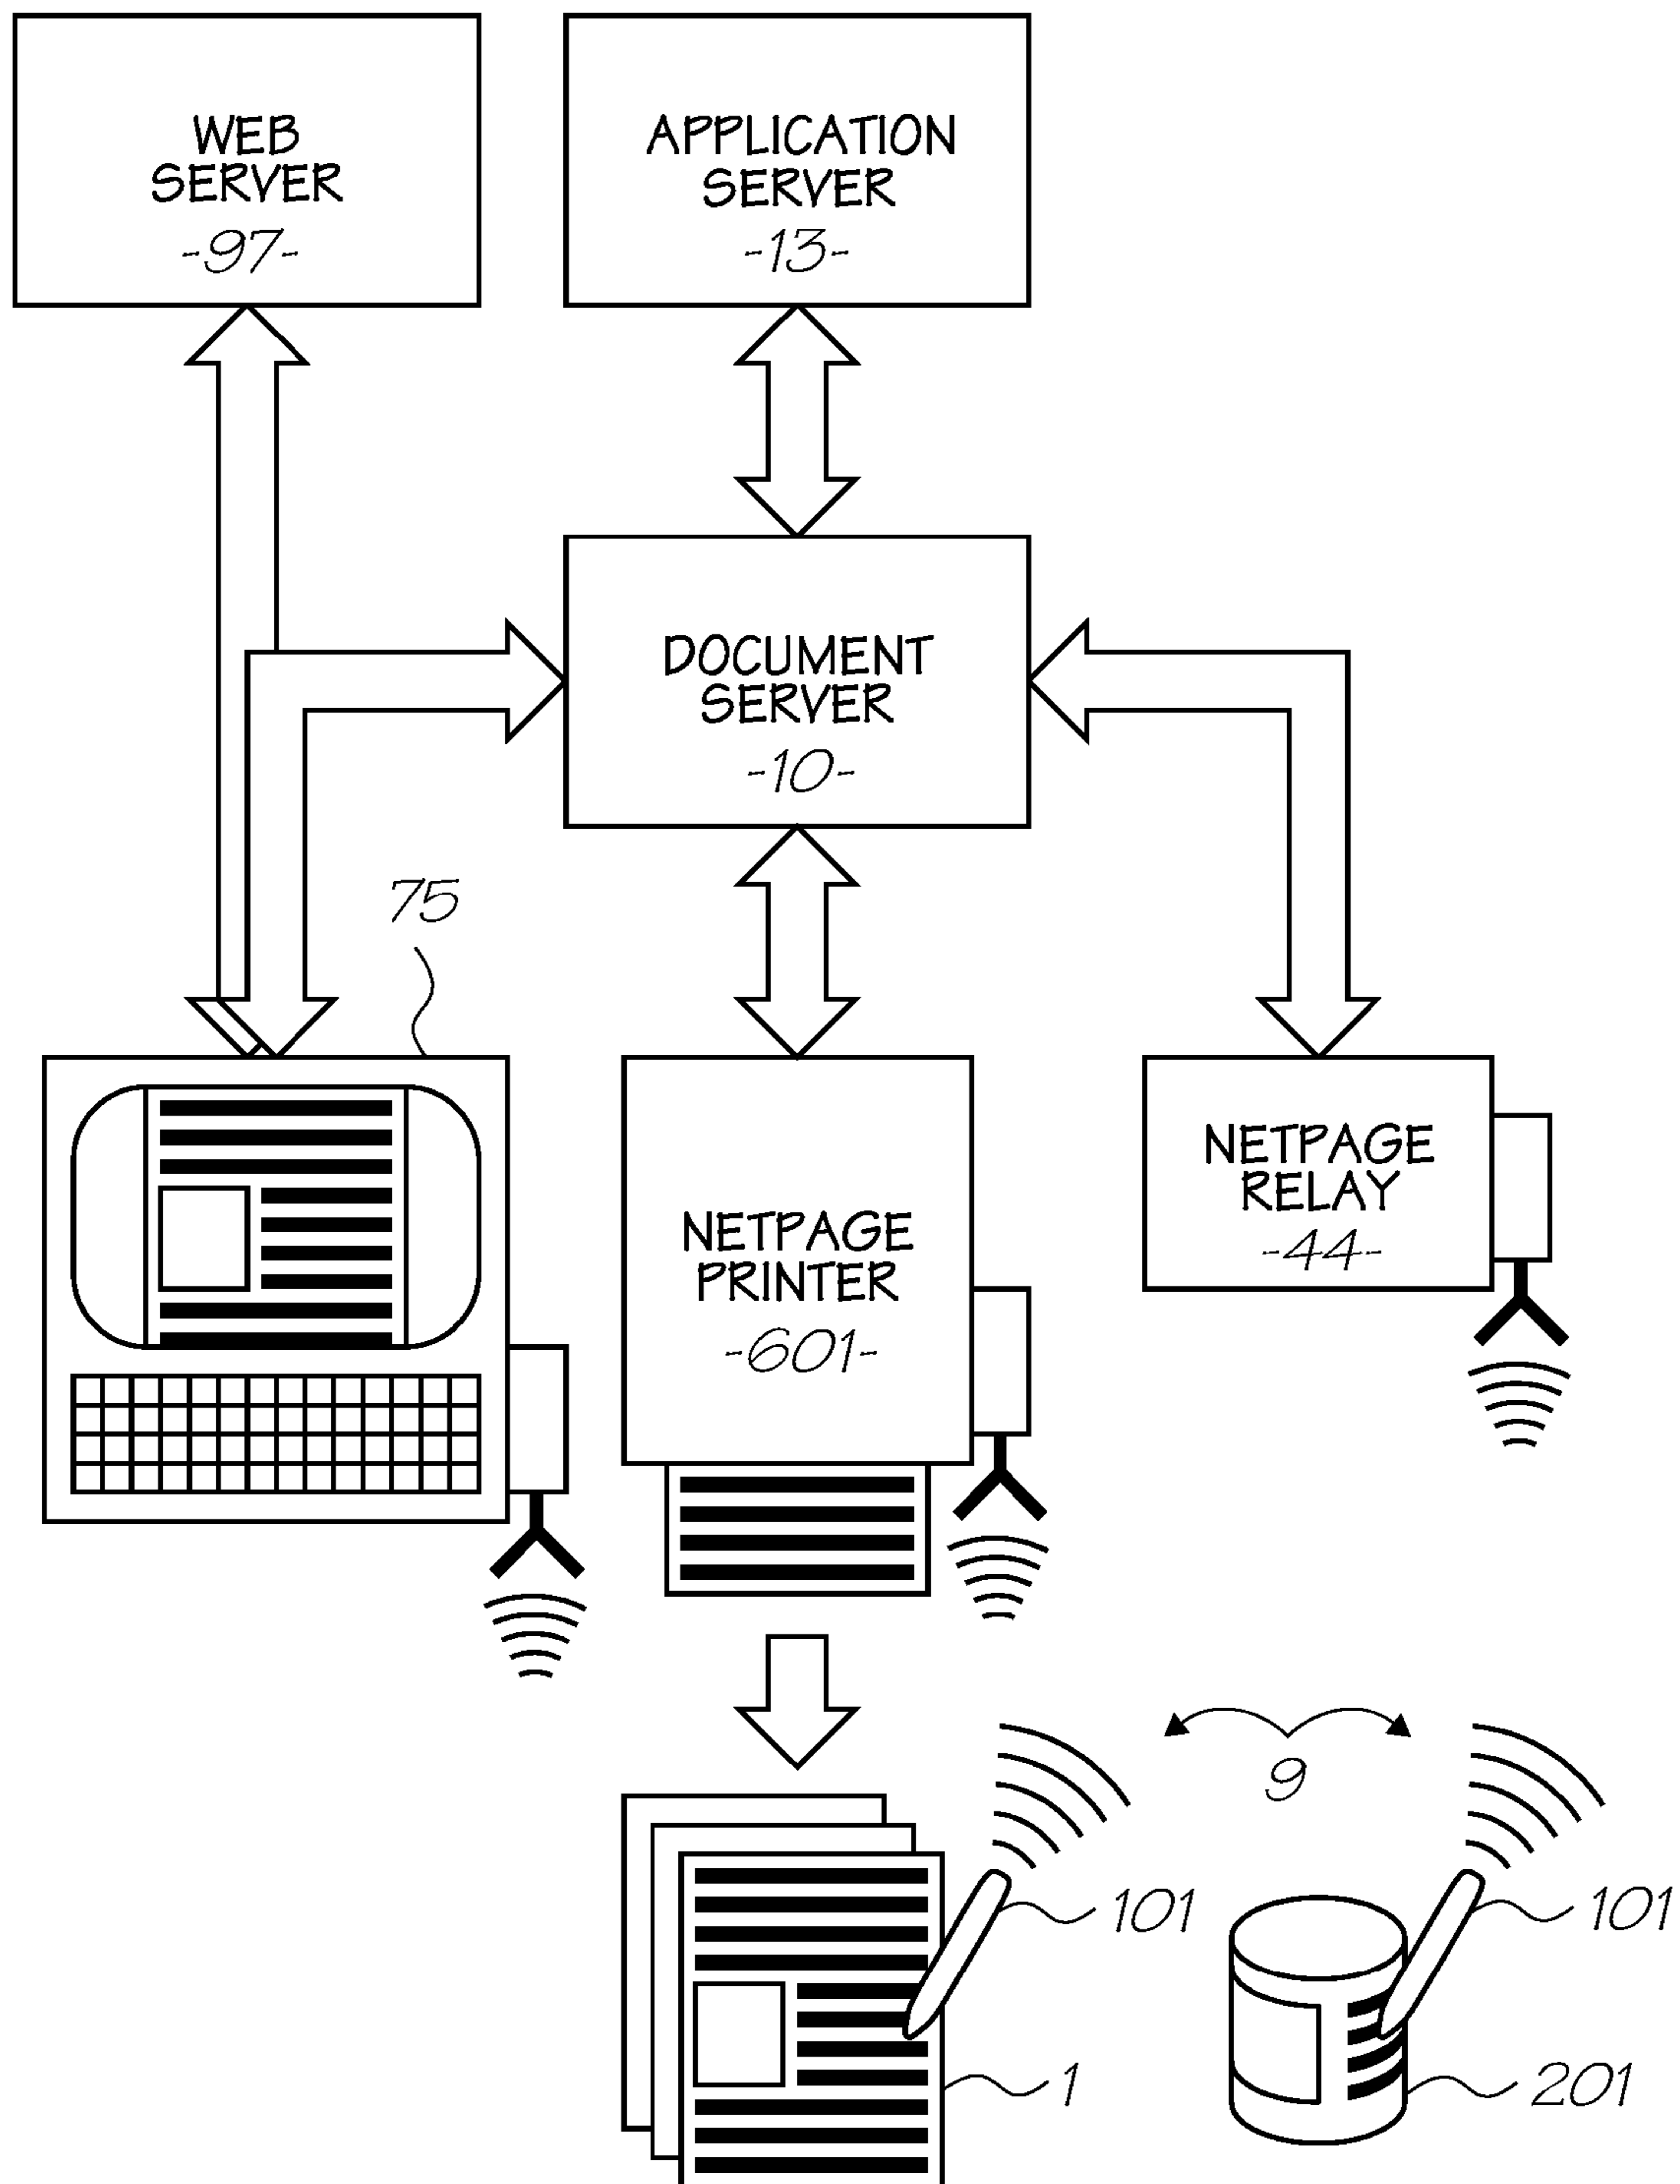 WEB
SERVER
-97-
APPLICATION
SERVER
-13-
DOCUMENT
SERVER
-10-
75
NETPAGE
PRINTER
-601-
NETPAGE
RELAY
-44-
9
101
101
1
201